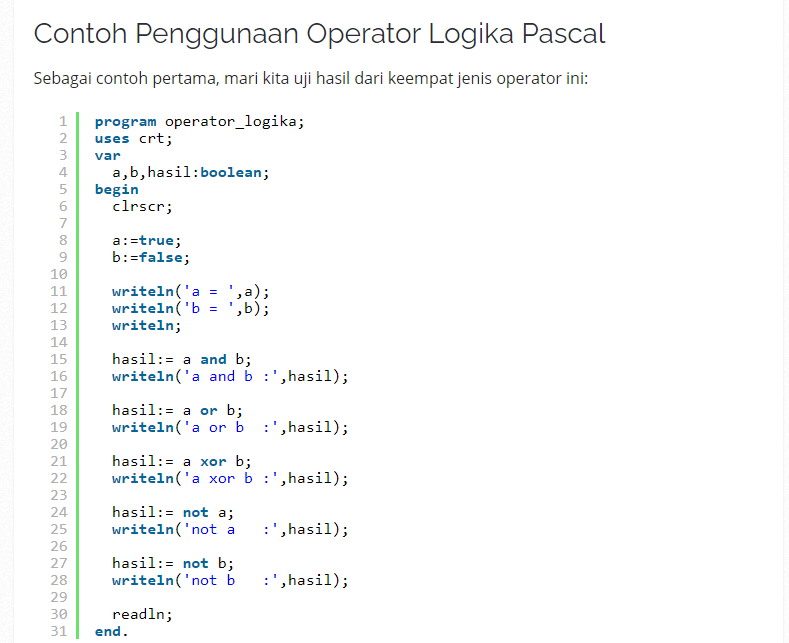 Contoh Penggunaan Operator Logika Pascal
Sebagai contoh pertama, mari kita uji hasil dari keempat jenis operator ini:
1 program operator_logika;
2 uses crt;
3 var
4   a,b,hasil:boolean;
5 begin
6   clrscr;
7
8   a:=true;
9   b:=false;
10
11   writeln('a = ',a);
12   writeln('b = ',b);
13   writeln;
14
15   hasil:= a and b;
16   writeln('a and b :',hasil);
17
18   hasil:= a or b;
19   writeln('a or b  :',hasil);
20
21   hasil:= a xor b;
22   writeln('a xor b :',hasil);
23
24   hasil:= not a;
25   writeln('not a   :',hasil);
26
27   hasil:= not b;
28   writeln('not b   :',hasil);
29
30   readln;
31 end.